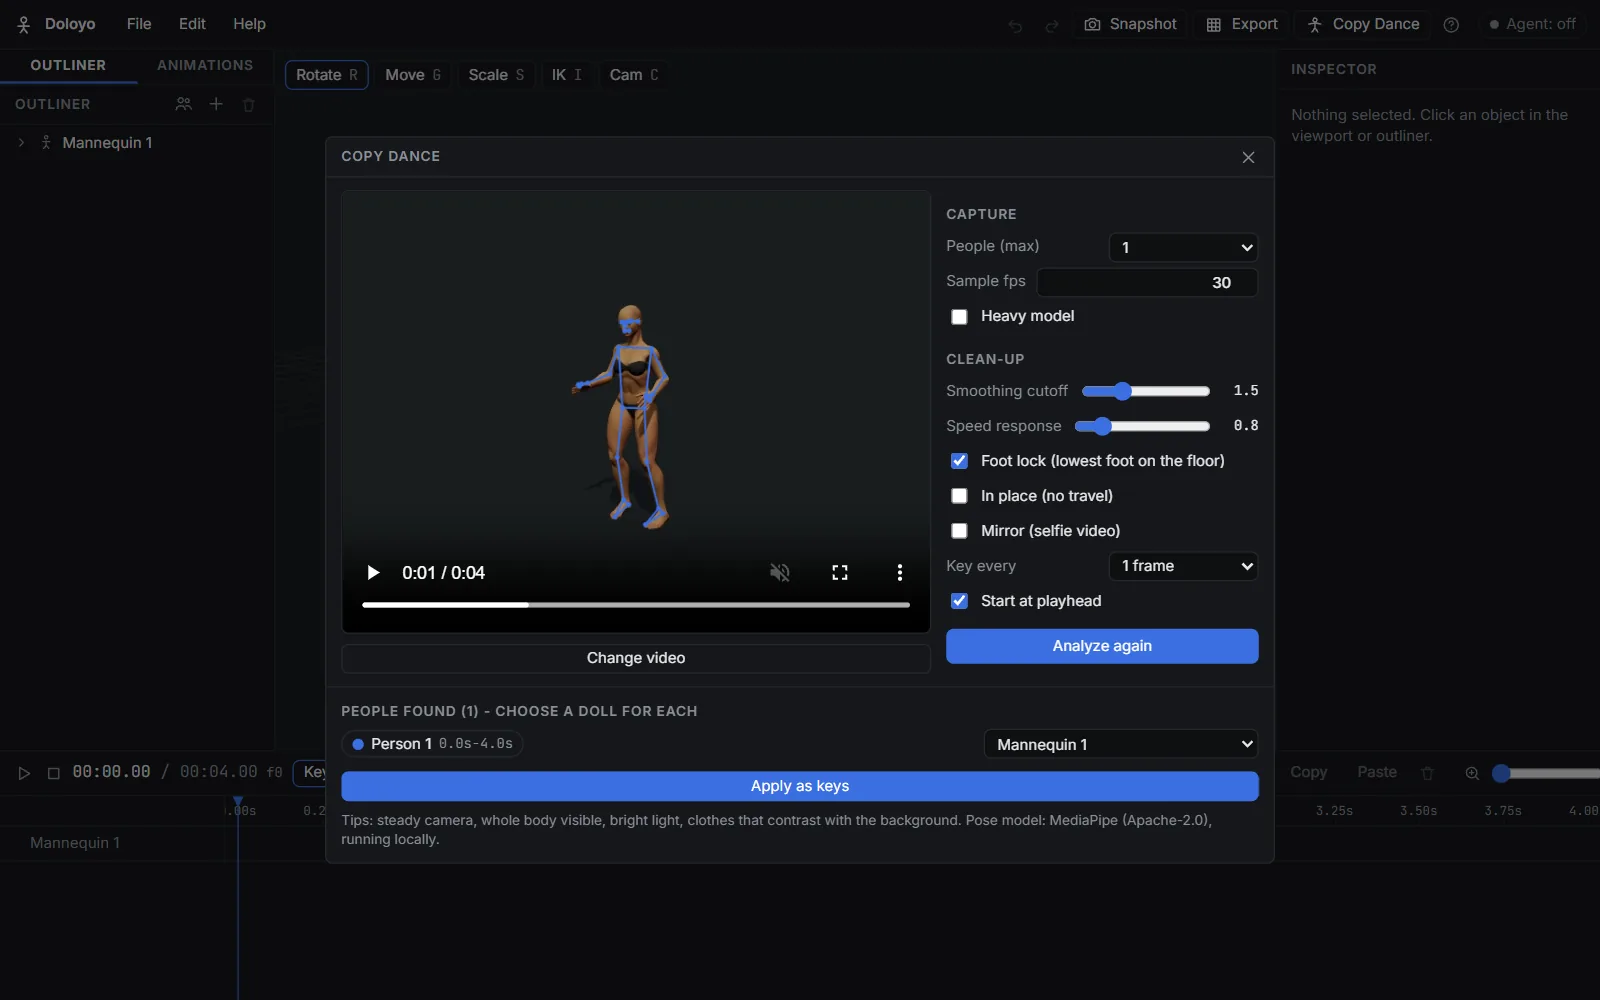 Doloyo File Edit Help Snapshot Export Copy Dance Agent: off
OUTLINER ANIMATIONS
Rotate R Move G Scale S IK I Cam C
INSPECTOR
OUTLINER
Nothing selected. Click an object in the
viewport or outliner.
Mannequin 1
COPY DANCE
CAPTURE
People (max) 1
Sample fps 30
Heavy model
CLEAN-UP
Smoothing cutoff 1.5
Speed response 0.8
Foot lock (lowest foot on the floor)
In place (no travel)
Mirror (selfie video)
Key every 1 frame
Start at playhead
Analyze again
0:01 / 0:04
Change video
PEOPLE FOUND (1) - CHOOSE A DOLL FOR EACH
Person 1 0.0s-4.0s Mannequin 1
Apply as keys
Tips: steady camera, whole body visible, bright light, clothes that contrast with the background. Pose model: MediaPipe (Apache-2.0),
running locally.
00:00.00 / 00:04.00 f0 Key Copy Paste
.00s 0.2 3.25s 3.50s 3.75s 4.00
Mannequin 1